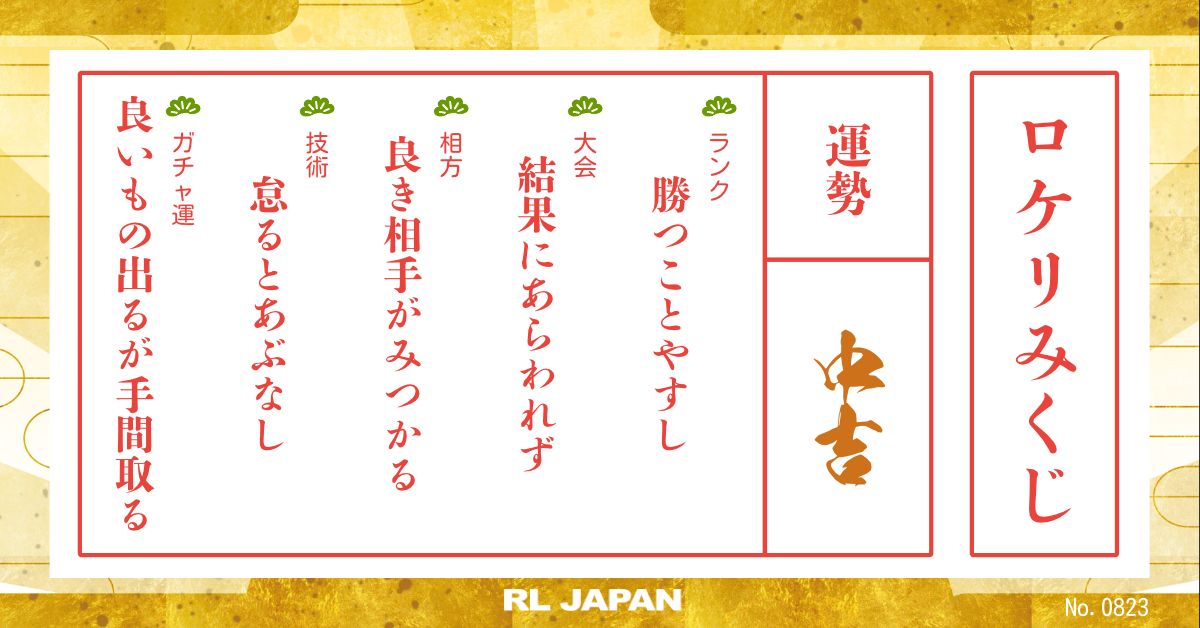 ロケリみくじ
運勢
中吉
ランク
勝つことやすし
大会
結果にあらわれず
相方
良き相手がみつかる
技術
怠るとあぶなし
ガチャ運
良いもの出るが手間取る
RL JAPAN
No. 0823